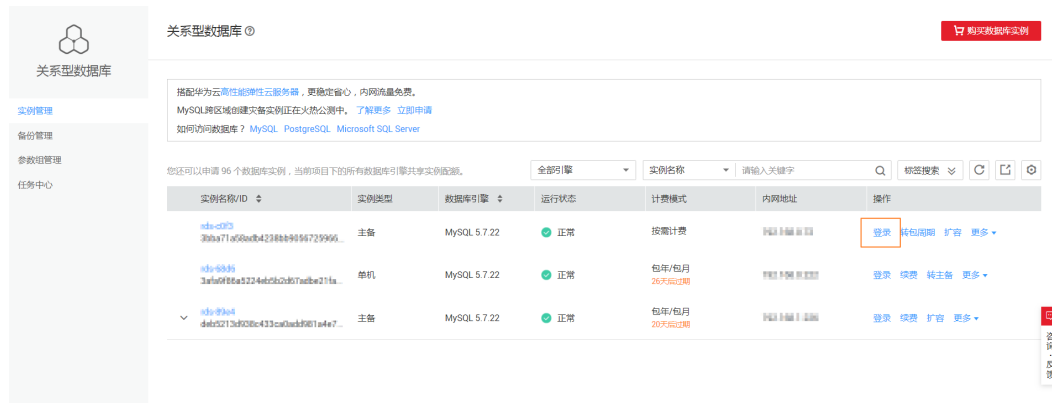 关系型数据库
实例管理
备份管理
参数组管理
任务中心
关系型数据库
购买数据库实例
搭配华为云高性能弹性云服务器，更稳定省心，内网流量免费。
MySQL跨区域创建灾备实例正在火热公测中。 了解更多 立即申请
如何访问数据库？ MySQL PostgreSQL Microsoft SQL Server
您还可以申请 96 个数据库实例，当前项目下的所有数据库引擎共享实例配额。 全部引擎 实例名称 请输入关键字 标签搜索
实例名称/ID 实例类型 数据库引擎 运行状态 计费模式 内网地址 操作
主备 MySQL 5.7.22 正常 按需计费 登录 转包周期 扩容 更多
单机 MySQL 5.7.22 正常 包年/包月 登录 续费 转主备 更多
26天后过期
主备 MySQL 5.7.22 正常 包年/包月 登录 续费 扩容 更多
20天后过期
咨询·反馈